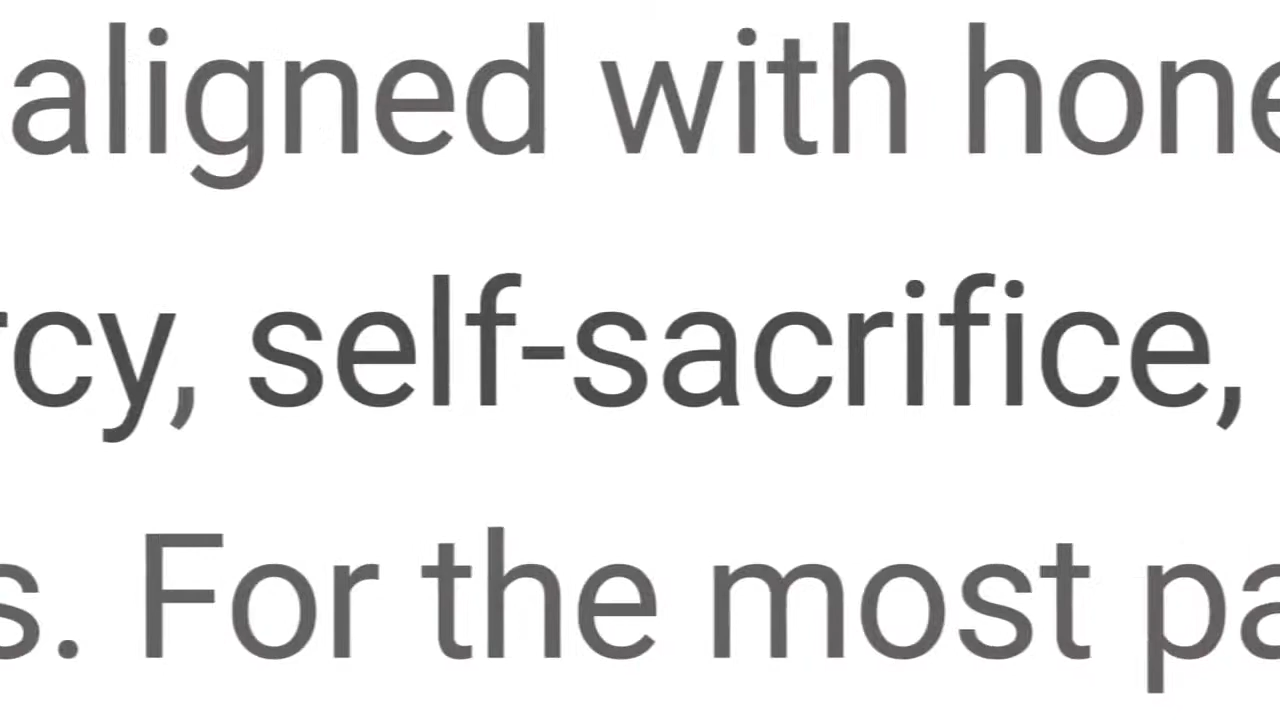 aligned with hone
rcy, self-sacrifice,
s. For the most pa